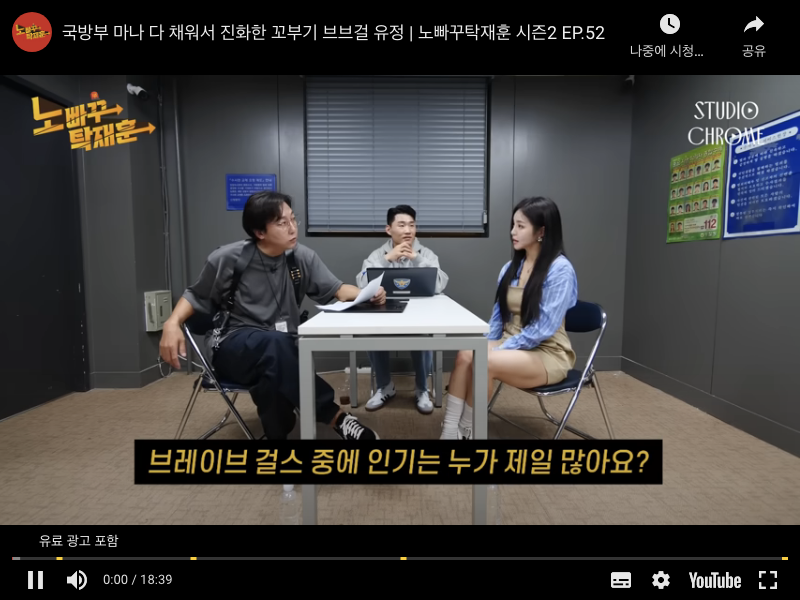 국방부 마나 다 채워서 진화한 꼬부기 브브걸 유정 | 노빠꾸탁재훈 시즌2 EP.52
나중에 시청...
공유
노빠꾸
탁재훈
STUDIO
CHROME
112
브레이브 걸스 중에 인기는 누가 제일 많아요?
유료 광고 포함
0:00 / 18:39
YouTube